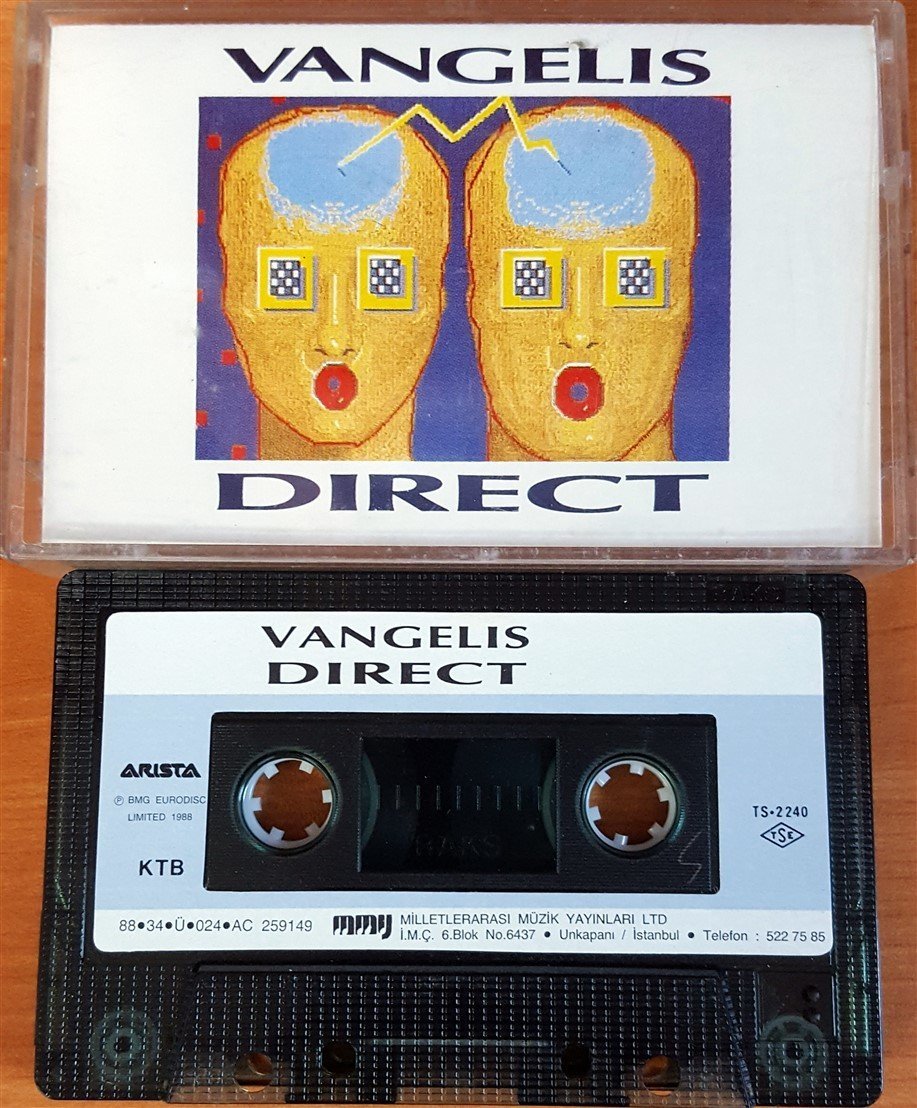 VANGELIS
DIRECT
VANGELIS
DIRECT
ARISTA
Ⓟ BMG EURODISC
LIMITED 1988
KTB
TS•2240
TSE
88•34•Ü•024•AC 259149
mmy MİLLETLERARASI MÜZİK YAYINLARI LTD
İ.M.Ç. 6.Blok No.6437 • Unkapanı / İstanbul • Telefon : 522 75 85
RAKS